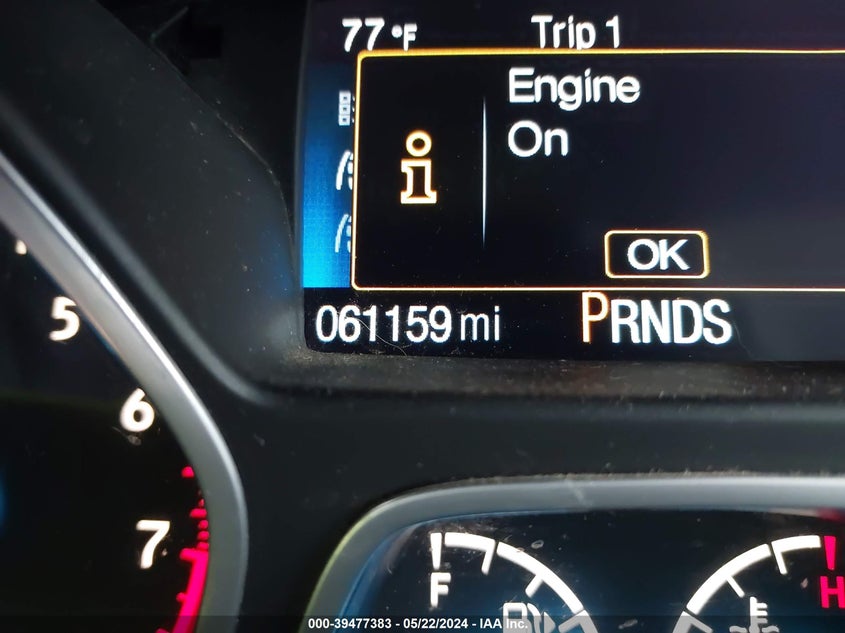 77°F Trip 1
Engine
On
OK
061159 mi PRNDS
5
6
7
F
H
000-39477383 - 05/22/2024 - IAA Inc.